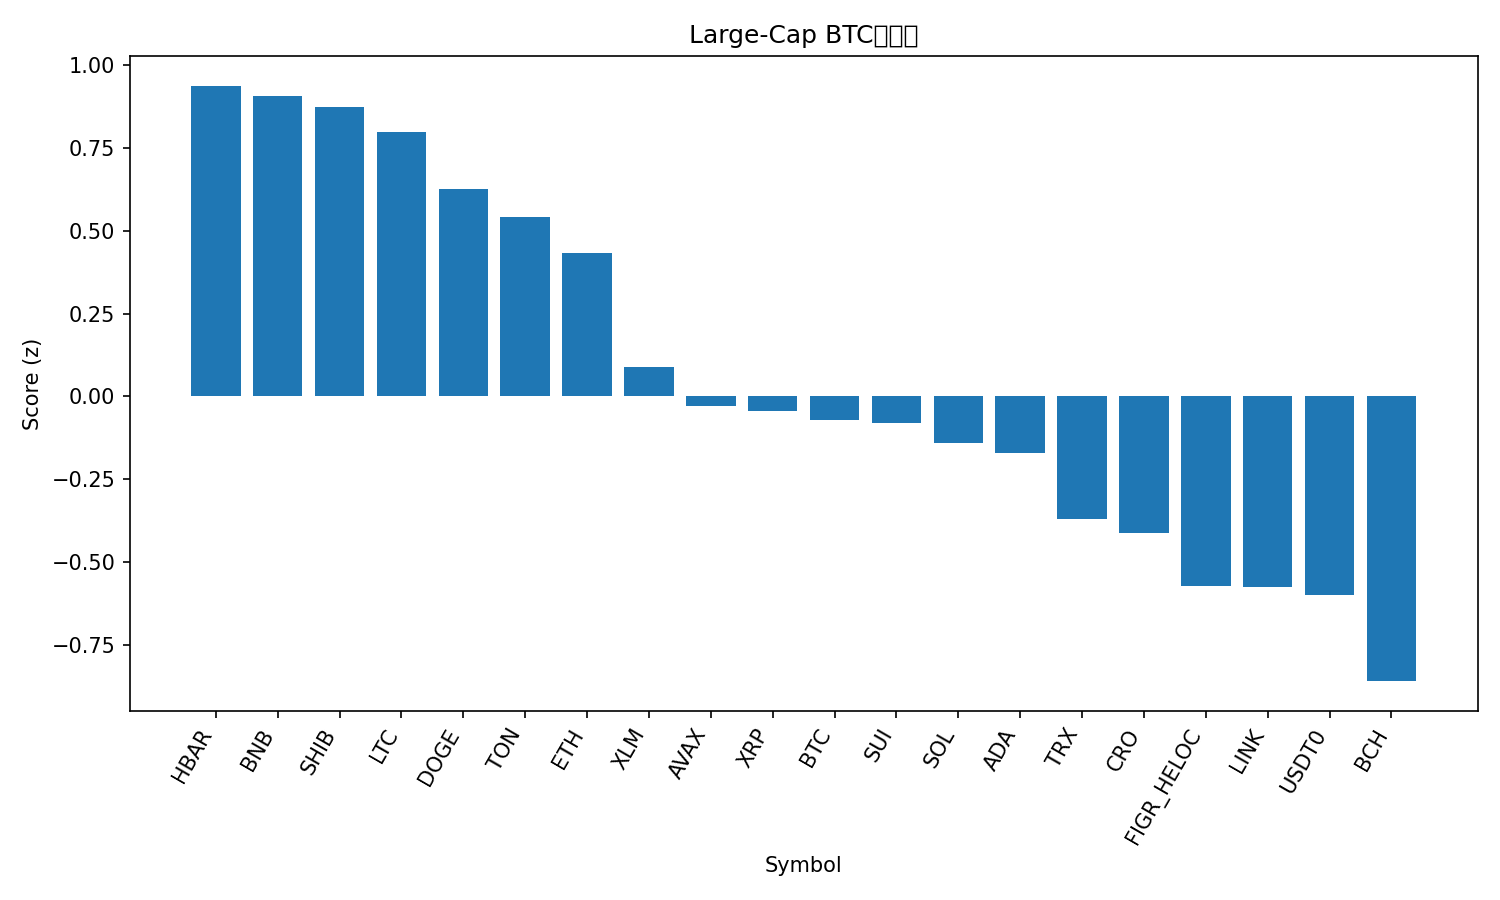 Large-Cap BTC
1.00
0.75
0.50
0.25
0.00
−0.25
−0.50
−0.75
Score (z)
HBAR
BNB
SHIB
LTC
DOGE
TON
ETH
XLM
AVAX
XRP
BTC
SUI
SOL
ADA
TRX
CRO
FIGR_HELOC
LINK
USDT0
BCH
Symbol